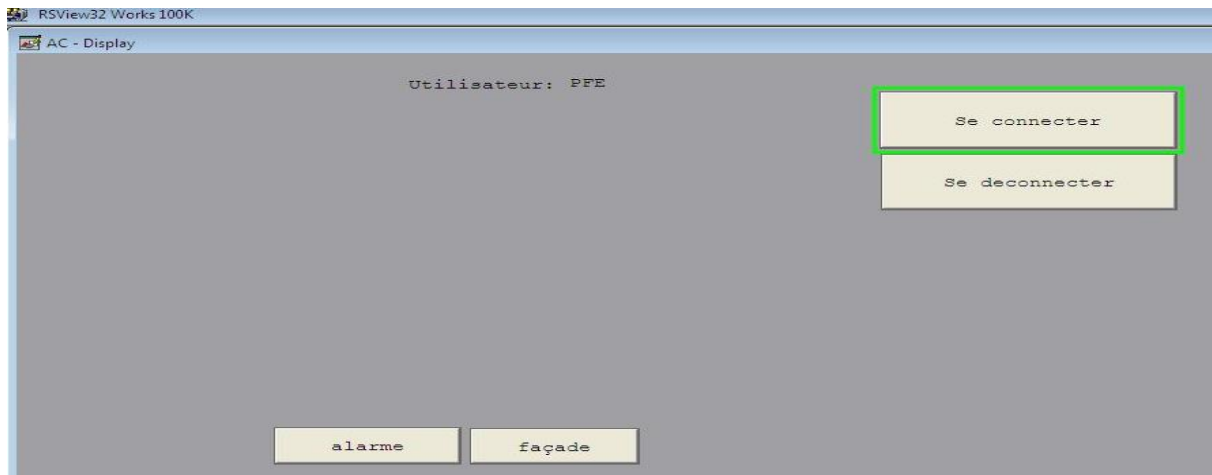 RSView32 Works 100K
AC - Display
Utilisateur: PFE
Se connecter
Se deconnecter
alarme
façade